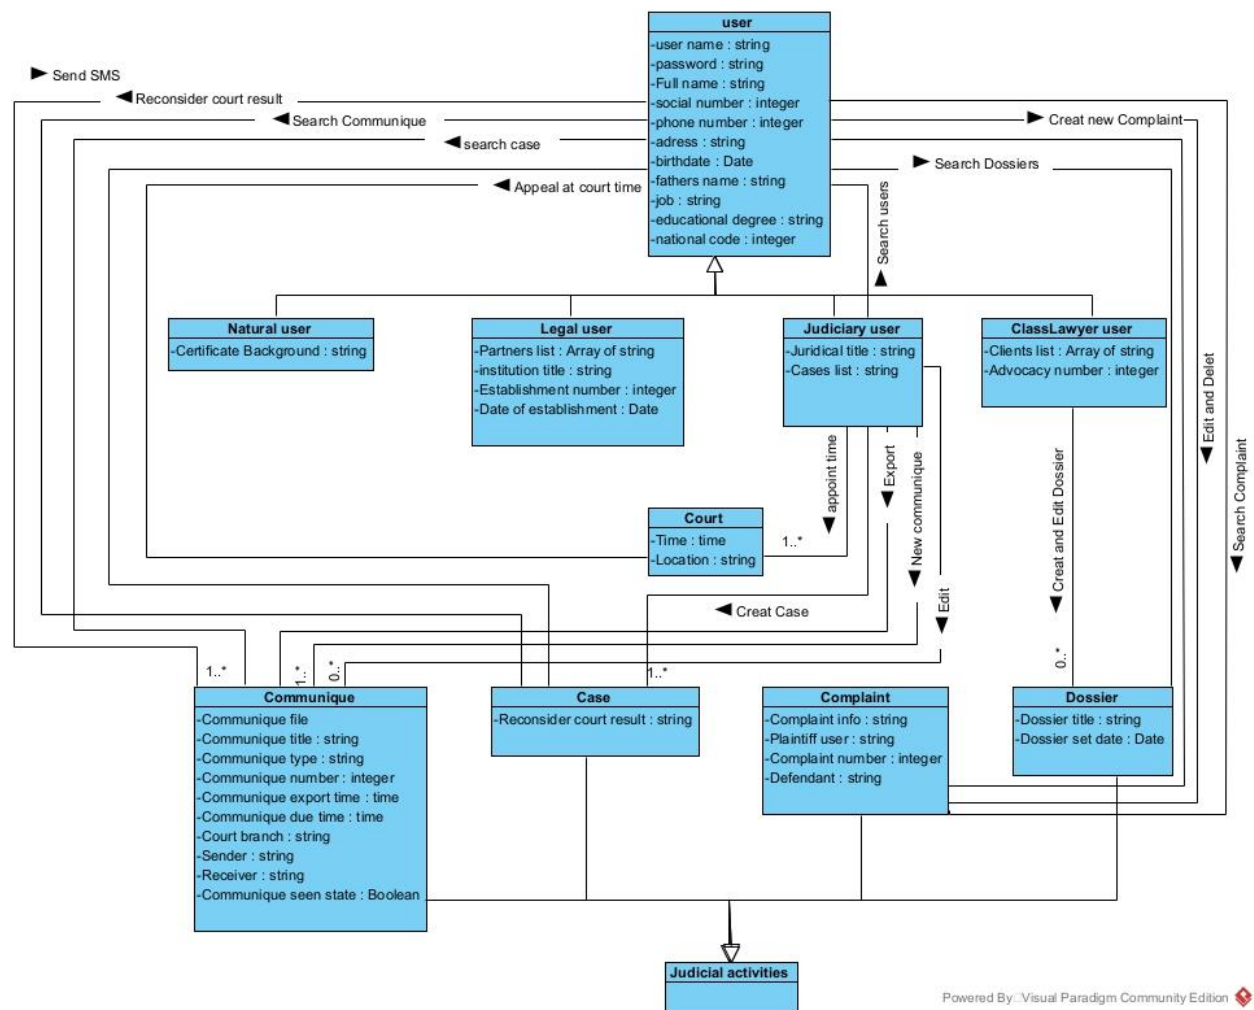 user
-user name : string
-password : string
-Full name : string
-social number : integer
-phone number : integer
-adress : string
-birthdate : Date
-fathers name : string
-job : string
-educational degree : string
-national code : integer
Send SMS
Reconsider court result
Search Communique
search case
Appeal at court time
Creat new Complaint
Search Dossiers
Search users
Natural user
-Certificate Background : string
Legal user
-Partners list : Array of string
-institution title : string
-Establishment number : integer
-Date of establishment : Date
Judiciary user
-Juridical title : string
-Cases list : string
ClassLawyer user
-Clients list : Array of string
-Advocacy number : integer
Edit and Delet
Search Complaint
appoint time
Export
New communique
Edit
Creat and Edit Dossier
Court
-Time : time
-Location : string
1..*
Creat Case
1..*
1..*
0..*
1..*
0..*
Communique
-Communique file
-Communique title : string
-Communique type : string
-Communique number : integer
-Communique export time : time
-Communique due time : time
-Court branch : string
-Sender : string
-Receiver : string
-Communique seen state : Boolean
Case
-Reconsider court result : string
Complaint
-Complaint info : string
-Plaintiff user : string
-Complaint number : integer
-Defendant : string
Dossier
-Dossier title : string
-Dossier set date : Date
Judicial activities
Powered By Visual Paradigm Community Edition